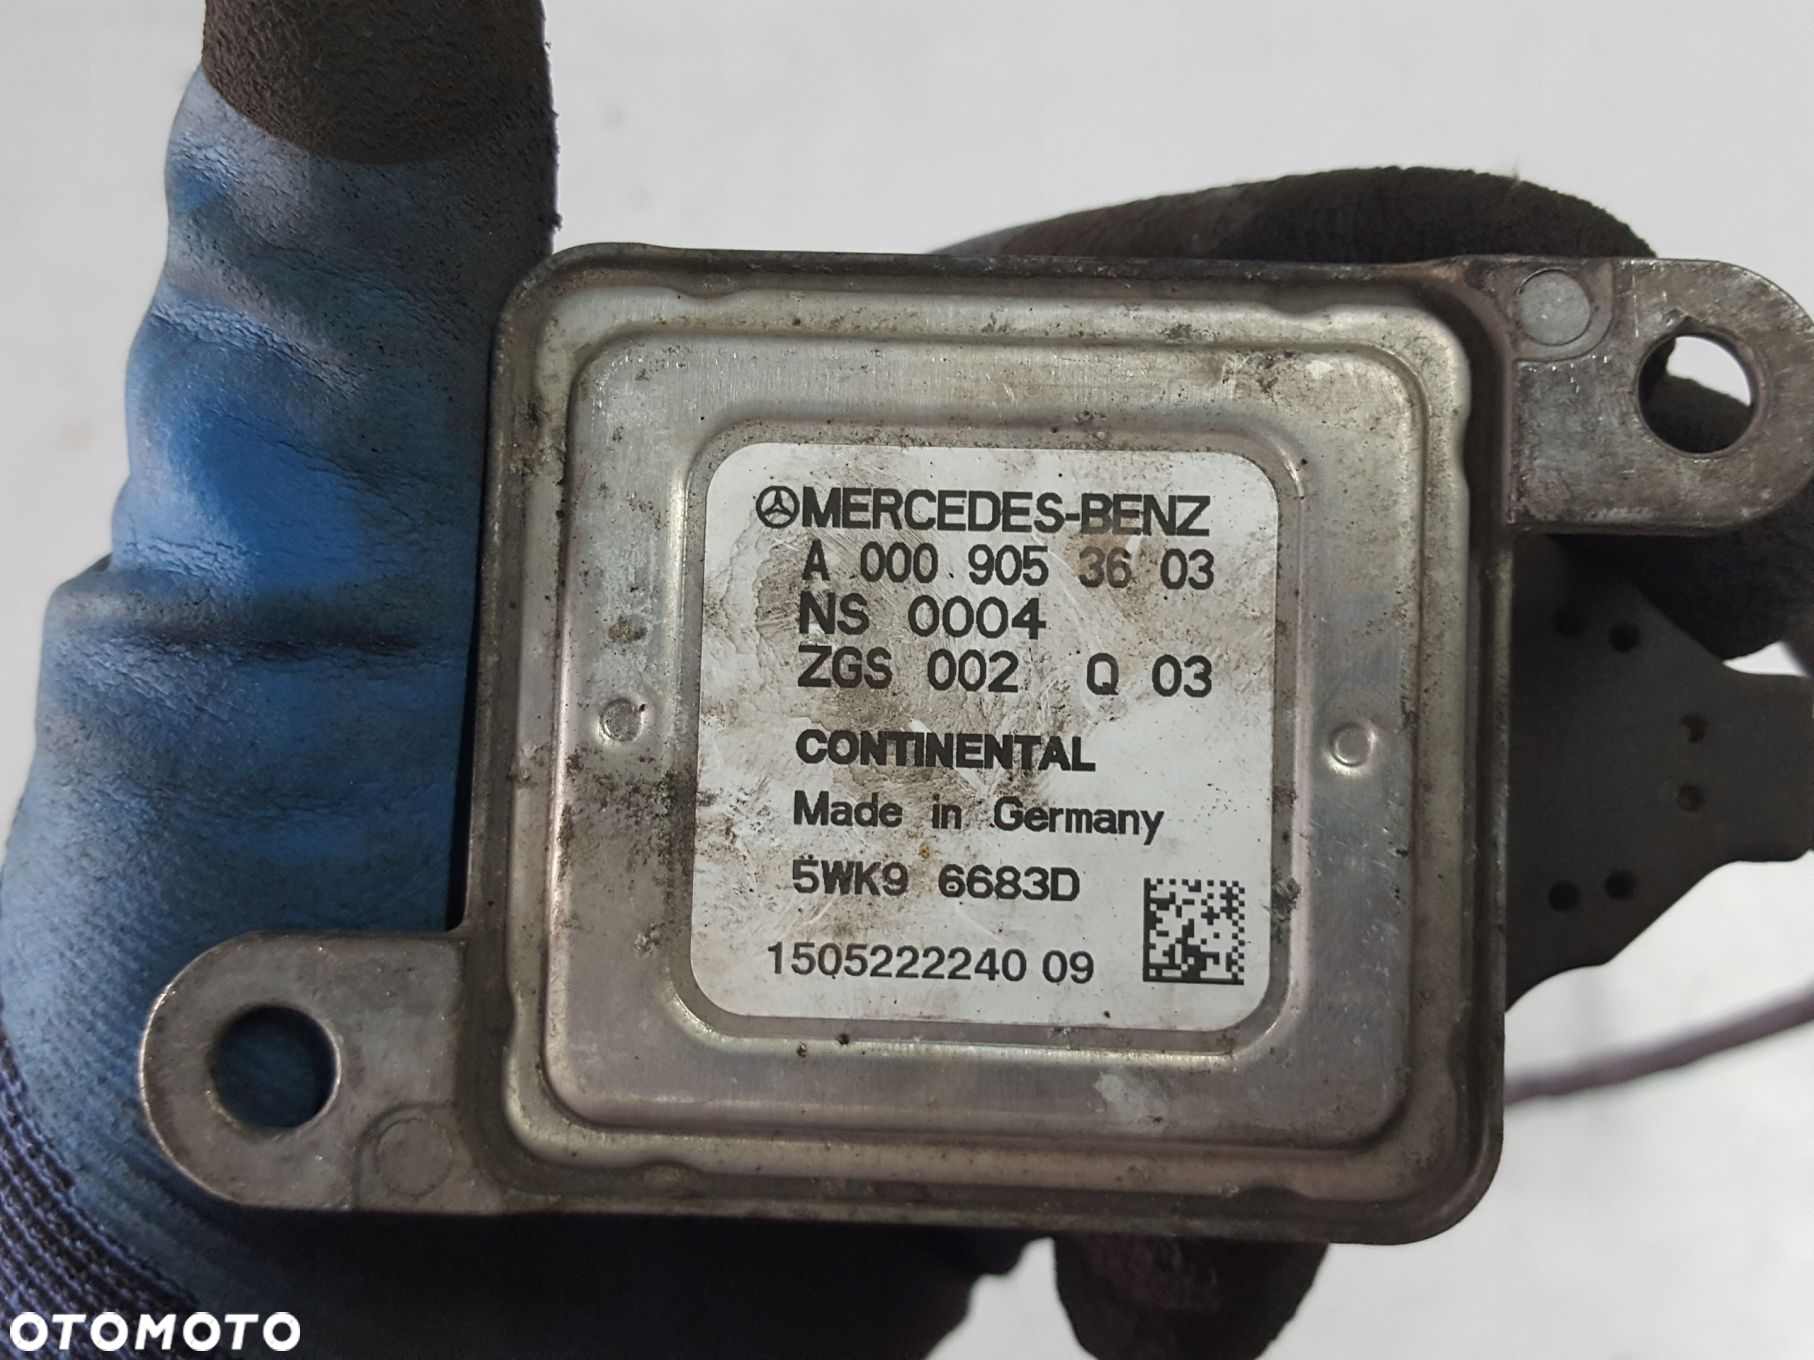 MERCEDES-BENZ
A 000 905 36 03
NS 0004
ZGS 002 Q 03
CONTINENTAL
Made in Germany
5WK9 6683D
1505222240 09
OTOMOTO